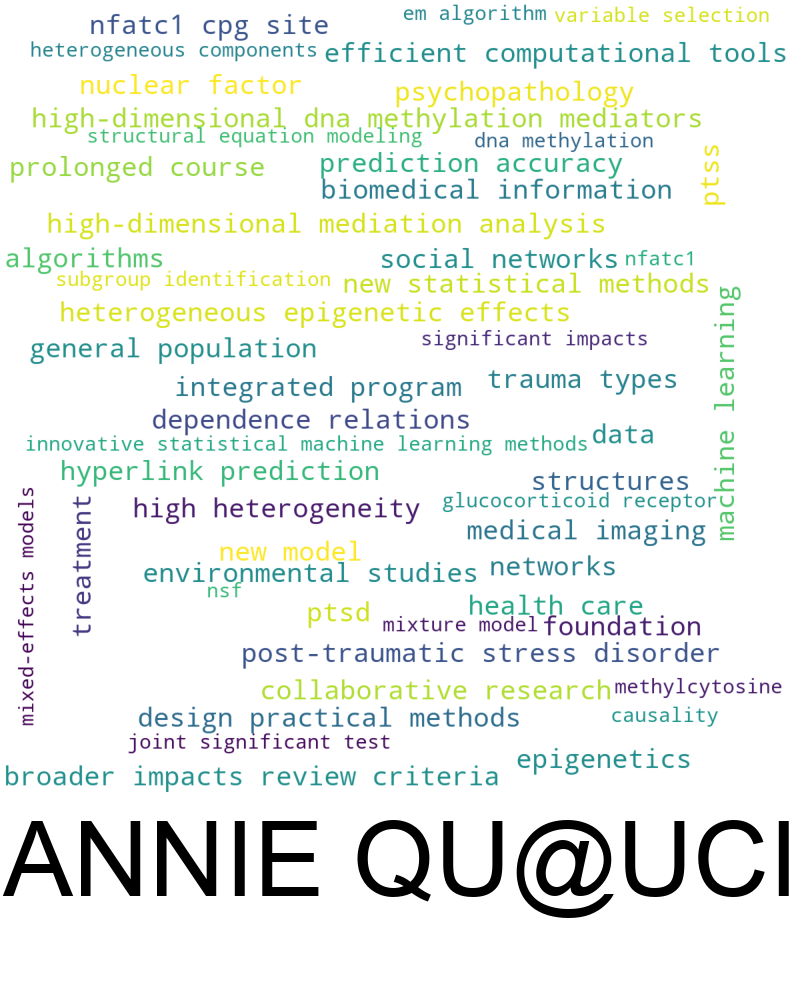 em algorithm
variable selection
nfatc1 cpg site
heterogeneous components
efficient computational tools
nuclear factor
psychopathology
high-dimensional dna methylation mediators
structural equation modeling
dna methylation
prolonged course
prediction accuracy
ptss
biomedical information
high-dimensional mediation analysis
algorithms
social networks
nfatc1
subgroup identification
new statistical methods
heterogeneous epigenetic effects
machine learning
general population
significant impacts
integrated program
trauma types
dependence relations
data
innovative statistical machine learning methods
hyperlink prediction
structures
mixed-effects models
treatment
high heterogeneity
glucocorticoid receptor
medical imaging
new model
environmental studies
networks
nsf
ptsd
health care
mixture model
foundation
post-traumatic stress disorder
collaborative research
methylcytosine
design practical methods
causality
joint significant test
epigenetics
broader impacts review criteria
ANNIE QU@UCI